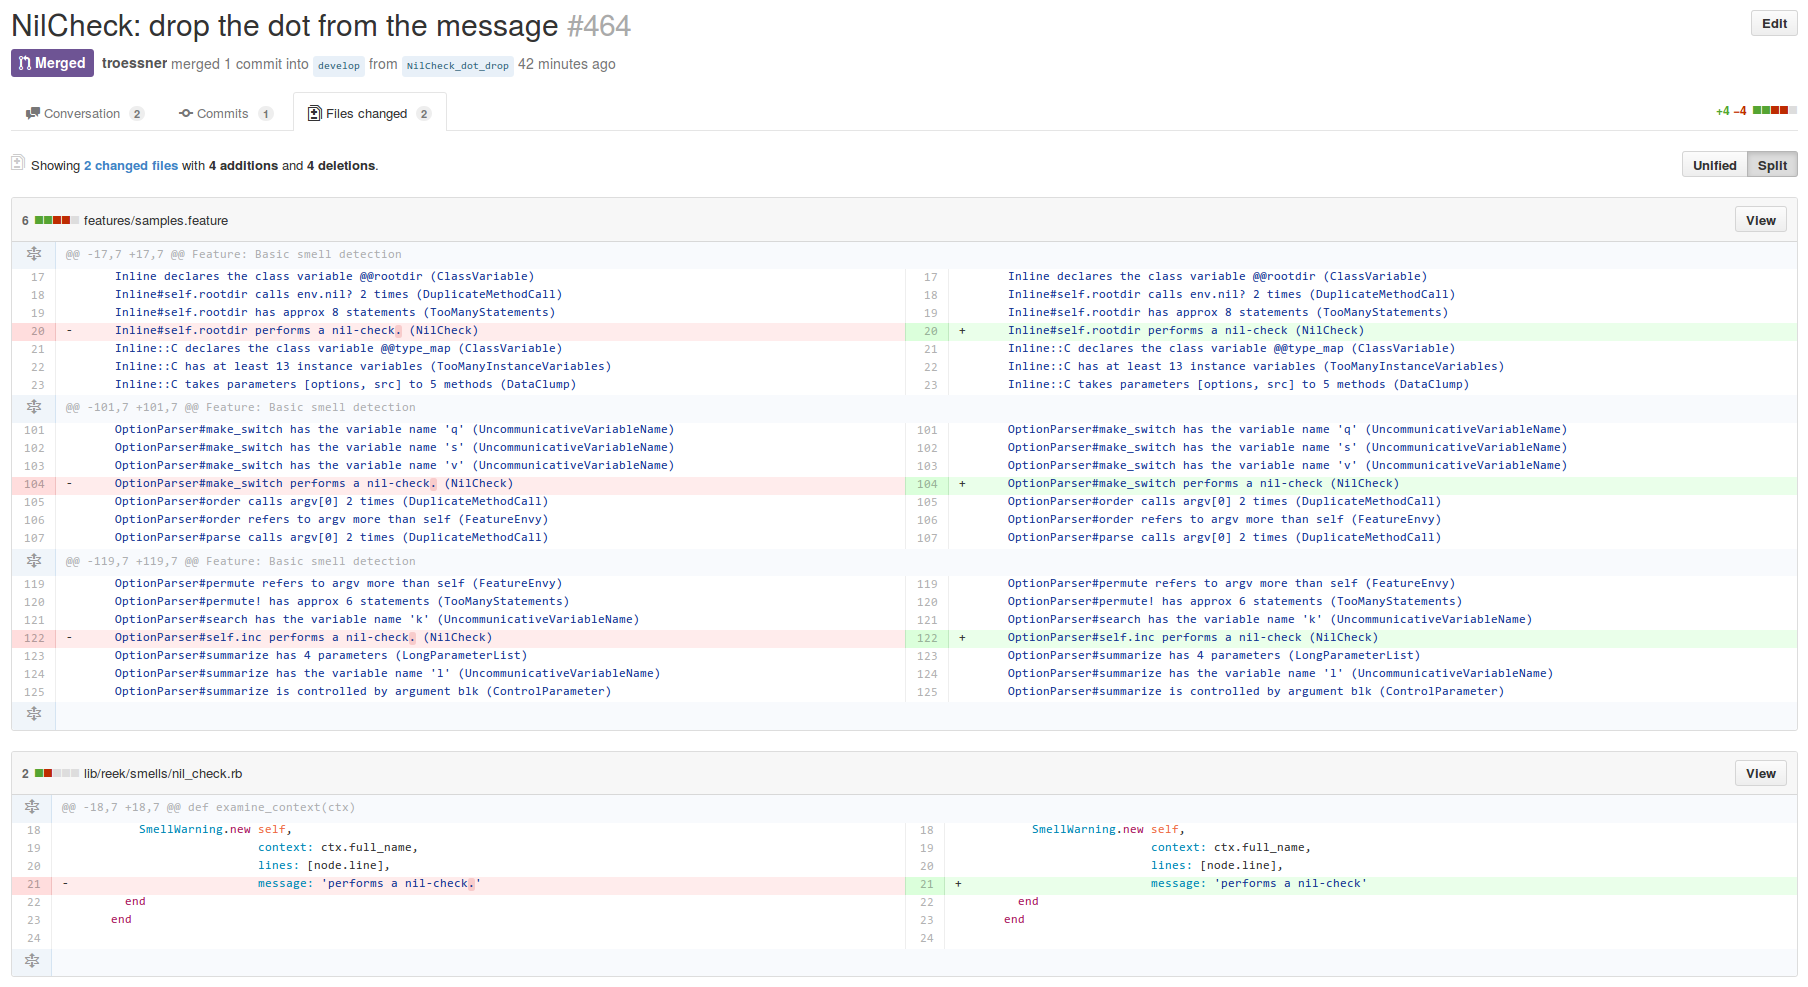 NilCheck: drop the dot from the message #464
Edit
Merged troessner merged 1 commit into develop from NilCheck_dot_drop 42 minutes ago
Conversation 2 Commits 1 Files changed 2 +4 −4
Showing 2 changed files with 4 additions and 4 deletions. Unified Split
6 features/samples.feature View
@@ -17,7 +17,7 @@ Feature: Basic smell detection
17 Inline declares the class variable @@rootdir (ClassVariable) 17 Inline declares the class variable @@rootdir (ClassVariable)
18 Inline#self.rootdir calls env.nil? 2 times (DuplicateMethodCall) 18 Inline#self.rootdir calls env.nil? 2 times (DuplicateMethodCall)
19 Inline#self.rootdir has approx 8 statements (TooManyStatements) 19 Inline#self.rootdir has approx 8 statements (TooManyStatements)
20 - Inline#self.rootdir performs a nil-check. (NilCheck) 20 + Inline#self.rootdir performs a nil-check (NilCheck)
21 Inline::C declares the class variable @@type_map (ClassVariable) 21 Inline::C declares the class variable @@type_map (ClassVariable)
22 Inline::C has at least 13 instance variables (TooManyInstanceVariables) 22 Inline::C has at least 13 instance variables (TooManyInstanceVariables)
23 Inline::C takes parameters [options, src] to 5 methods (DataClump) 23 Inline::C takes parameters [options, src] to 5 methods (DataClump)
@@ -101,7 +101,7 @@ Feature: Basic smell detection
101 OptionParser#make_switch has the variable name 'q' (UncommunicativeVariableName) 101 OptionParser#make_switch has the variable name 'q' (UncommunicativeVariableName)
102 OptionParser#make_switch has the variable name 's' (UncommunicativeVariableName) 102 OptionParser#make_switch has the variable name 's' (UncommunicativeVariableName)
103 OptionParser#make_switch has the variable name 'v' (UncommunicativeVariableName) 103 OptionParser#make_switch has the variable name 'v' (UncommunicativeVariableName)
104 - OptionParser#make_switch performs a nil-check. (NilCheck) 104 + OptionParser#make_switch performs a nil-check (NilCheck)
105 OptionParser#order calls argv[0] 2 times (DuplicateMethodCall) 105 OptionParser#order calls argv[0] 2 times (DuplicateMethodCall)
106 OptionParser#order refers to argv more than self (FeatureEnvy) 106 OptionParser#order refers to argv more than self (FeatureEnvy)
107 OptionParser#parse calls argv[0] 2 times (DuplicateMethodCall) 107 OptionParser#parse calls argv[0] 2 times (DuplicateMethodCall)
@@ -119,7 +119,7 @@ Feature: Basic smell detection
119 OptionParser#permute refers to argv more than self (FeatureEnvy) 119 OptionParser#permute refers to argv more than self (FeatureEnvy)
120 OptionParser#permute! has approx 6 statements (TooManyStatements) 120 OptionParser#permute! has approx 6 statements (TooManyStatements)
121 OptionParser#search has the variable name 'k' (UncommunicativeVariableName) 121 OptionParser#search has the variable name 'k' (UncommunicativeVariableName)
122 - OptionParser#self.inc performs a nil-check. (NilCheck) 122 + OptionParser#self.inc performs a nil-check (NilCheck)
123 OptionParser#summarize has 4 parameters (LongParameterList) 123 OptionParser#summarize has 4 parameters (LongParameterList)
124 OptionParser#summarize has the variable name 'l' (UncommunicativeVariableName) 124 OptionParser#summarize has the variable name 'l' (UncommunicativeVariableName)
125 OptionParser#summarize is controlled by argument blk (ControlParameter) 125 OptionParser#summarize is controlled by argument blk (ControlParameter)
2 lib/reek/smells/nil_check.rb View
@@ -18,7 +18,7 @@ def examine_context(ctx)
18 SmellWarning.new self, 18 SmellWarning.new self,
19 context: ctx.full_name, 19 context: ctx.full_name,
20 lines: [node.line], 20 lines: [node.line],
21 - message: 'performs a nil-check.' 21 + message: 'performs a nil-check'
22 end 22 end
23 end 23 end
24 24